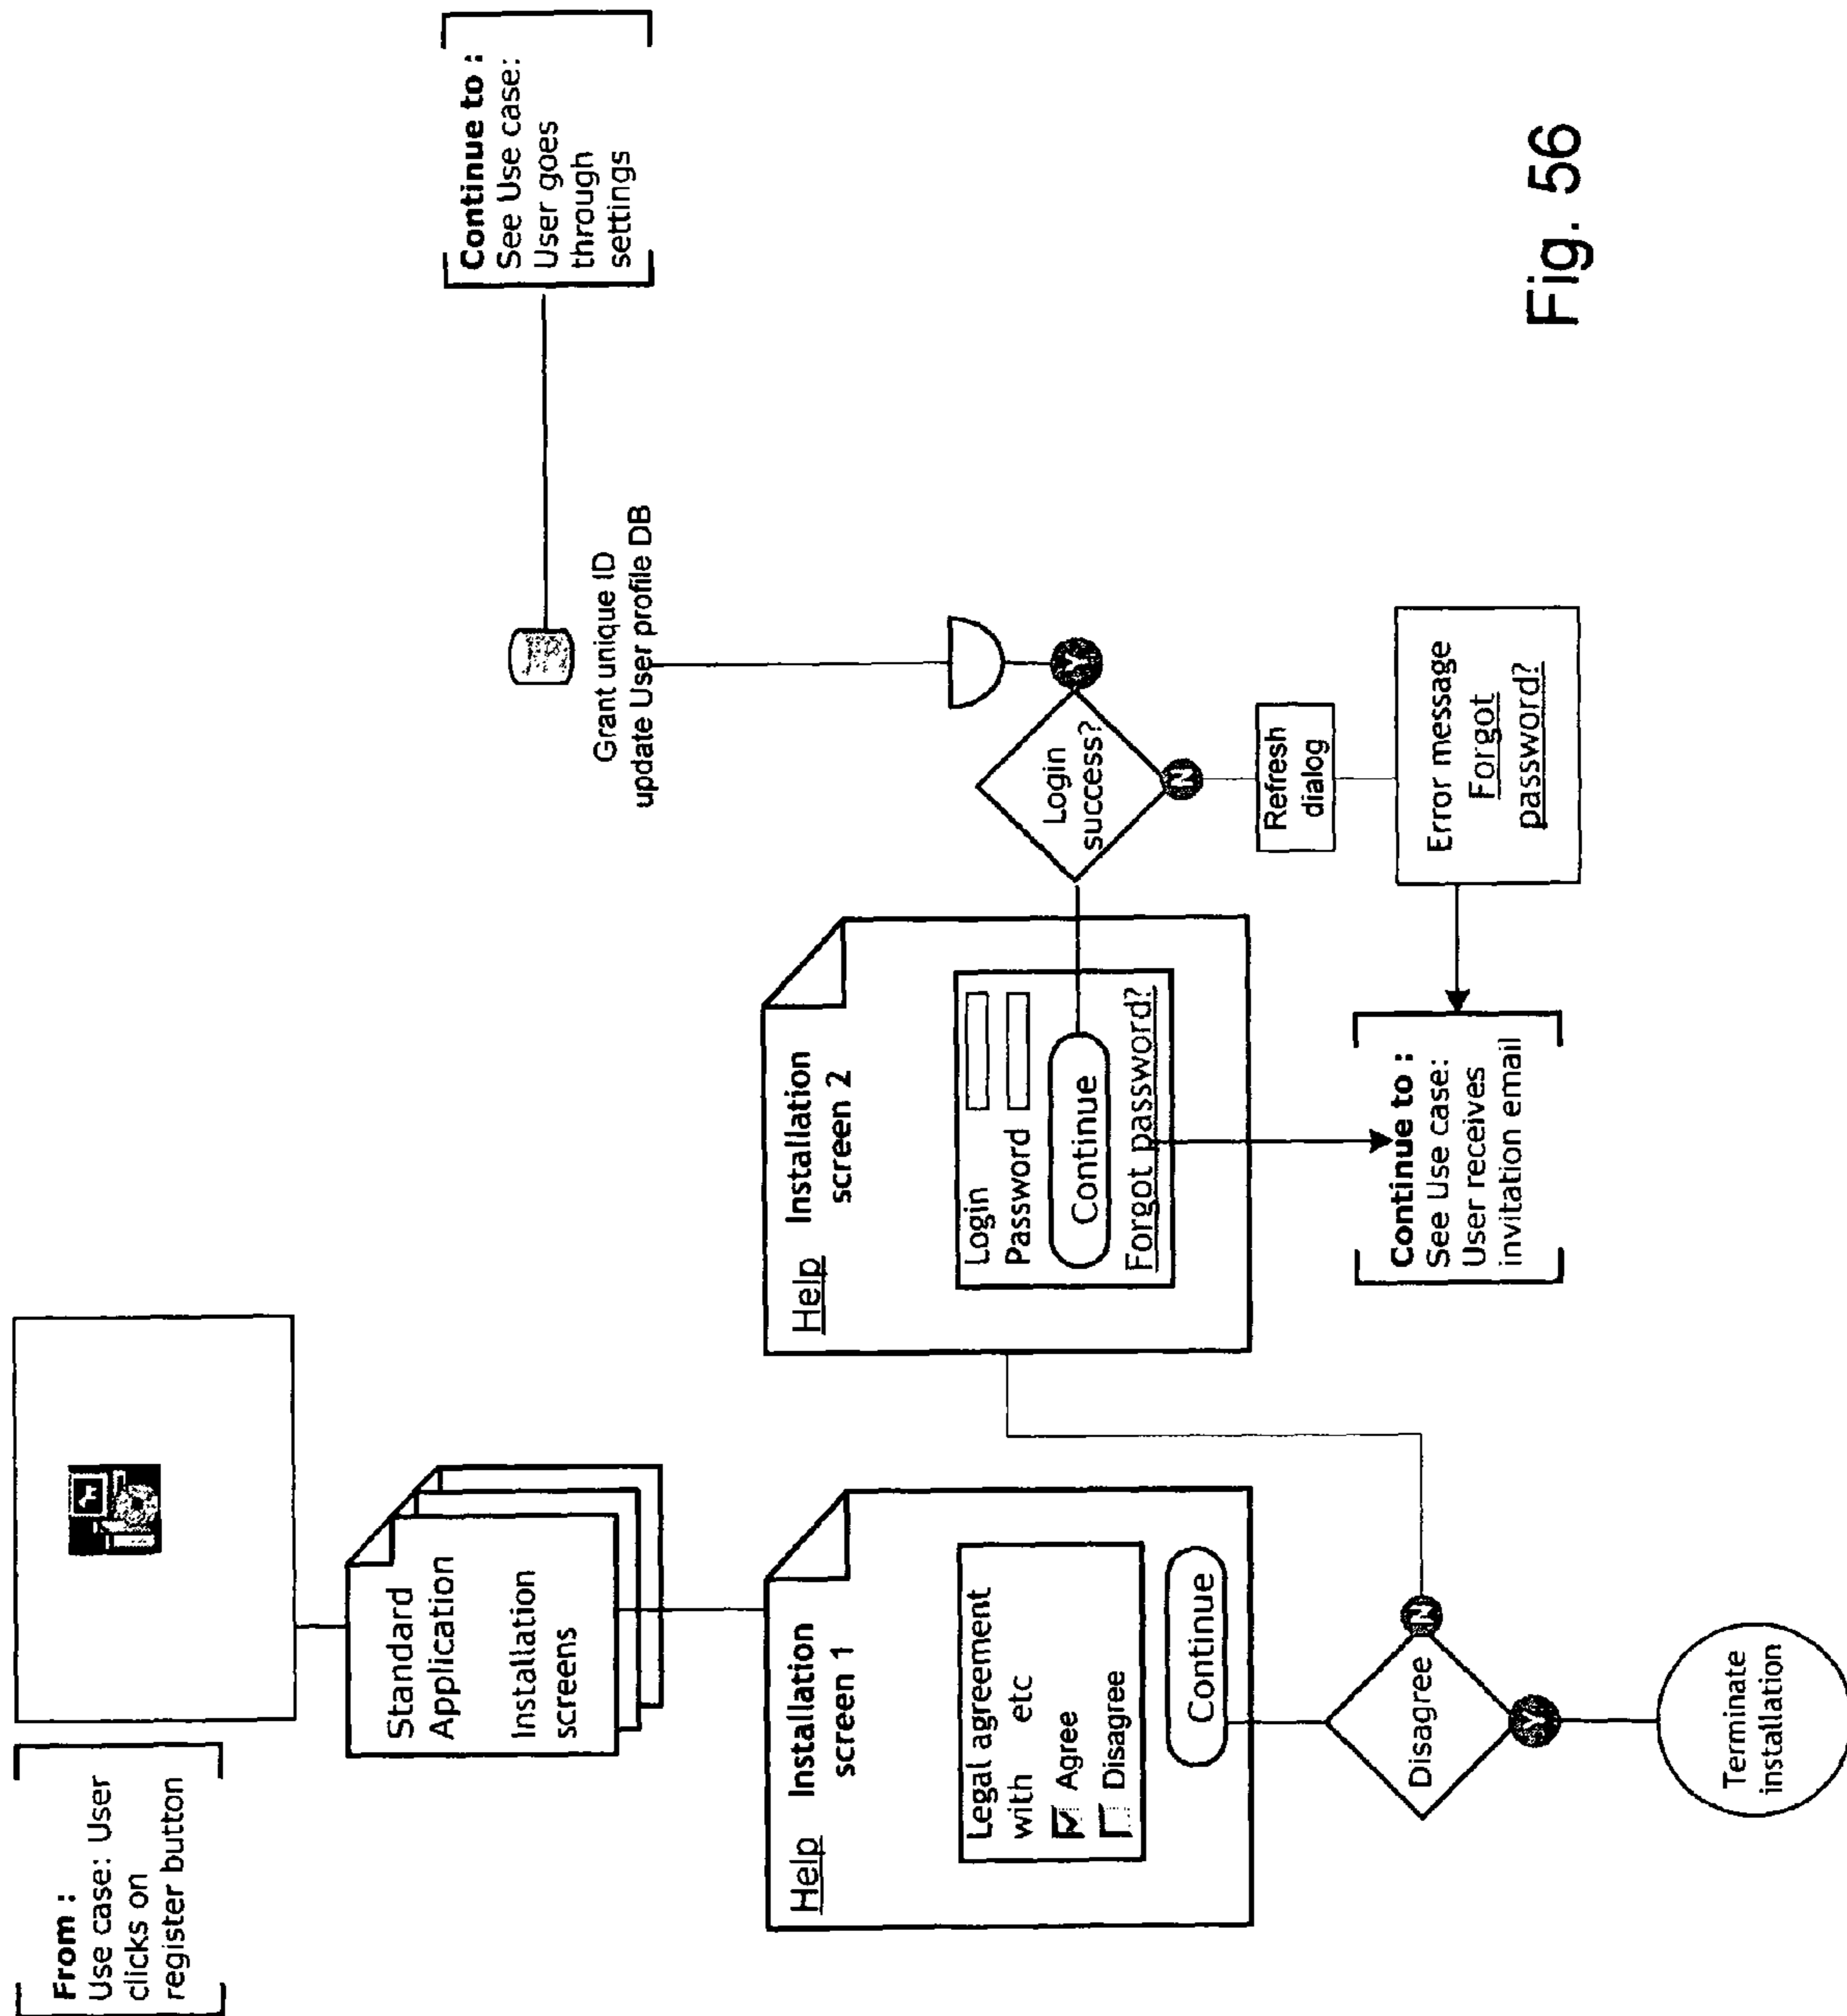 From :
Use case: User
clicks on
register button
Standard
Application
Installation
screens
Help Installation
screen 1
Legal agreement
with etc
Agree
Disagree
Continue
Disagree
N
Y
Terminate
installation
Help Installation
screen 2
Login
Password
Continue
Forgot password?
Continue to :
See Use case:
User receives
invitation email
Login
success?
Y
N
Refresh
dialog
Error message
Forgot
password?
Grant unique ID
update User profile DB
Continue to :
See Use case:
User goes
through
settings
Fig. 56